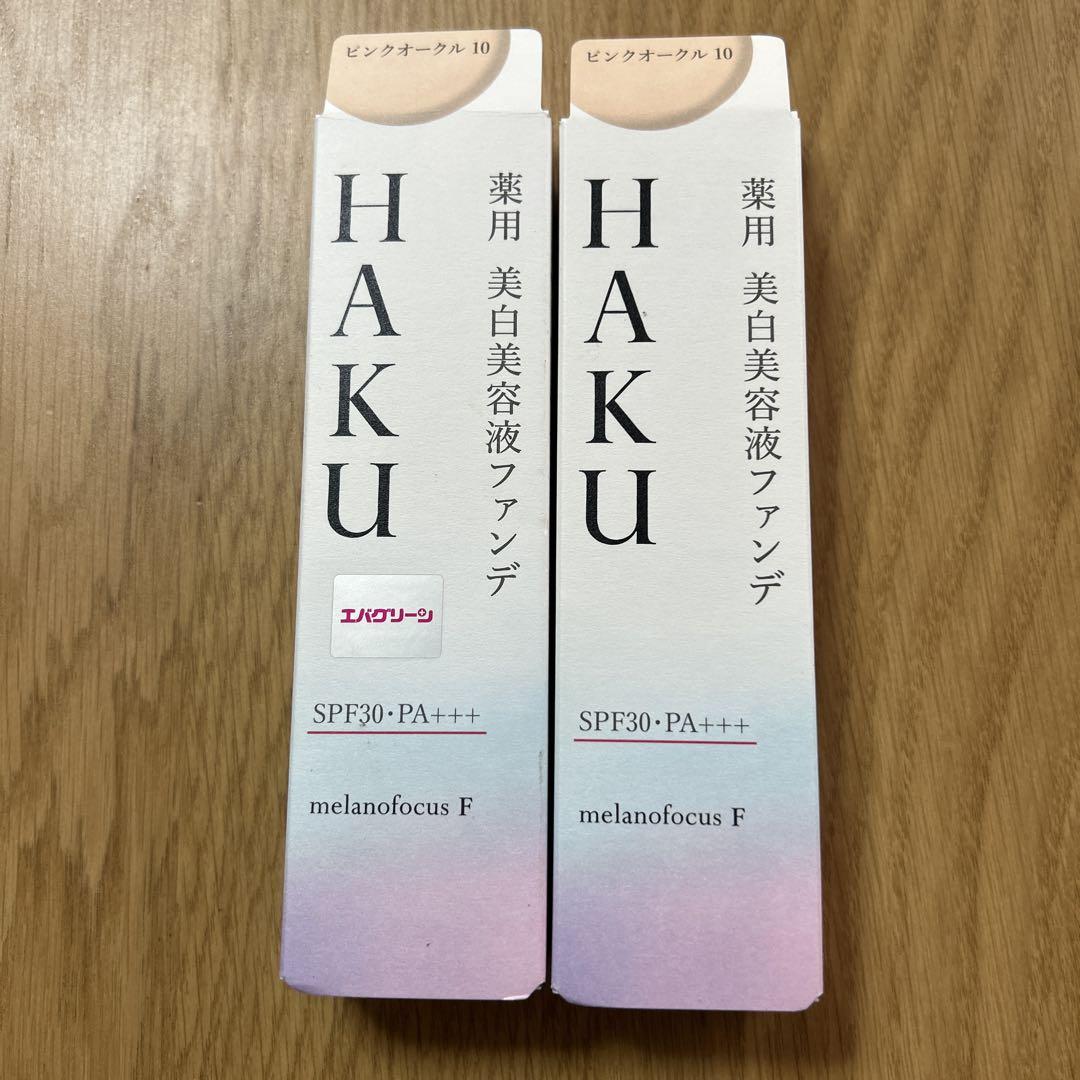 ピンクオークル 10
HAKU
薬用 美白美容液ファンデ
エバグリーン
SPF30・PA+++
melanofocus F
ピンクオークル 10
HAKU
薬用 美白美容液ファンデ
SPF30・PA+++
melanofocus F